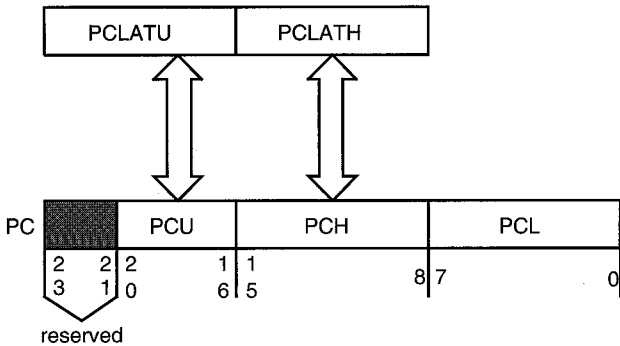 PCLATU PCLATH
PC PCU PCH PCL
2 2 2 1 1 8 7 0
3 1 0 6 5
reserved